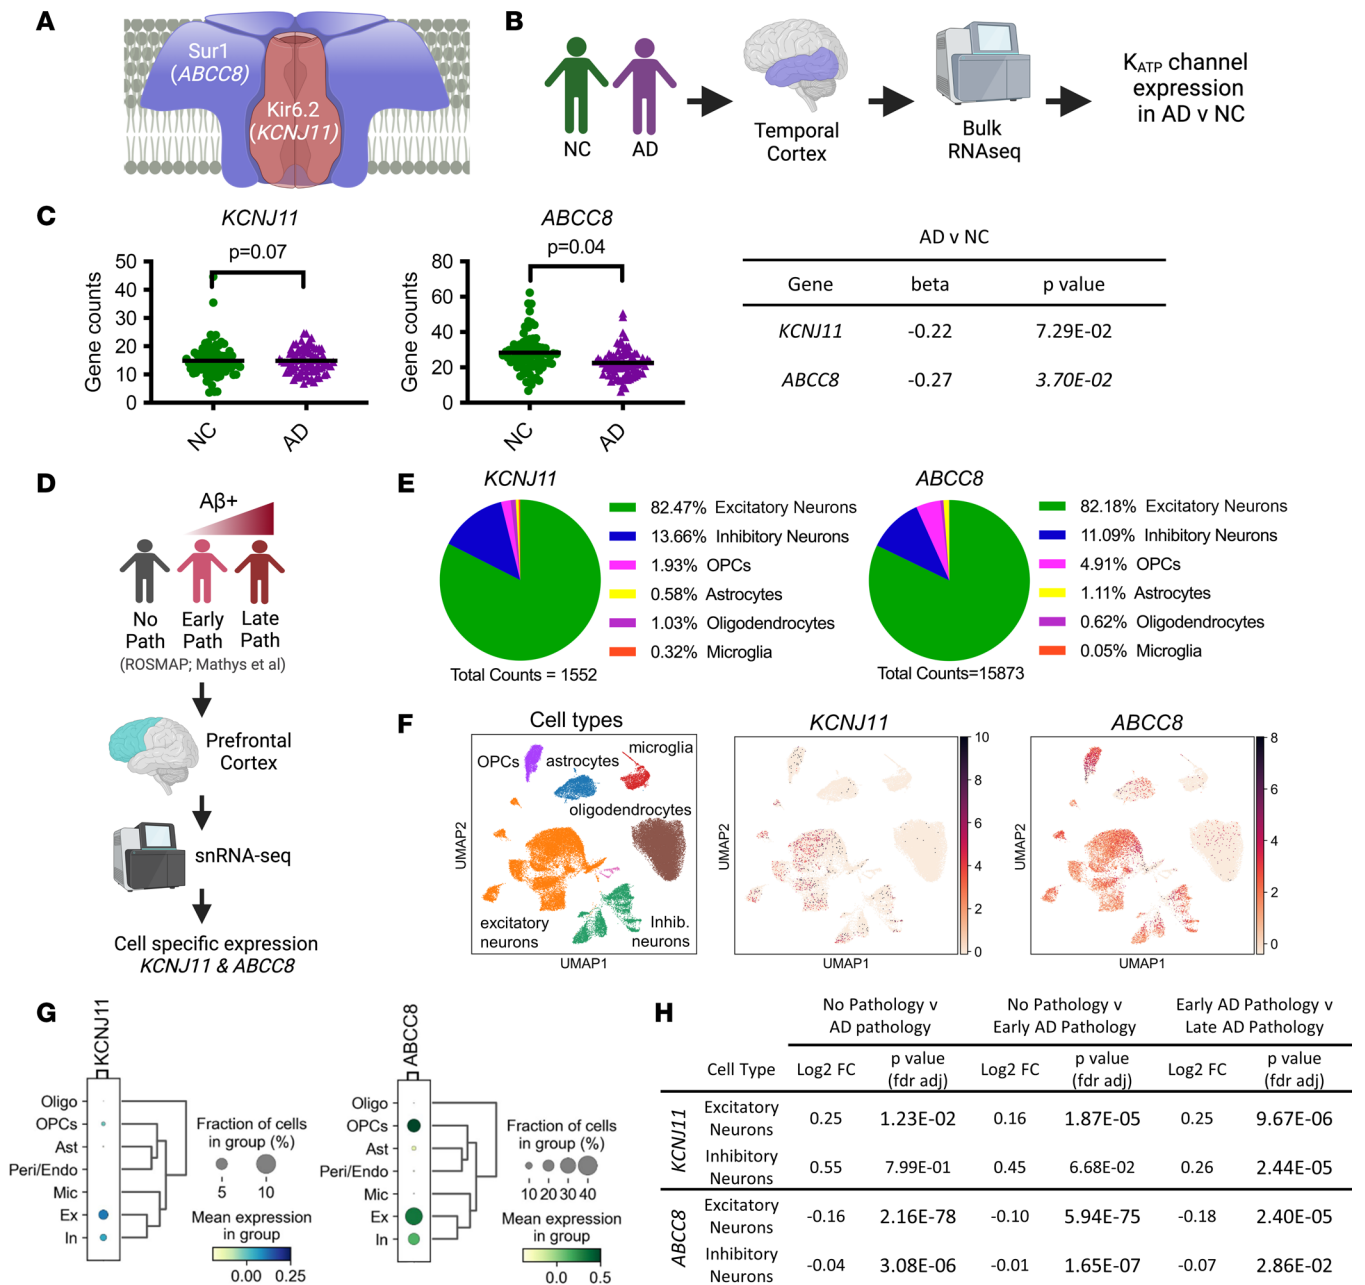 A
Sur1
(ABCC8)
Kir6.2
(KCNJ11)
B
NC
AD
Temporal
Cortex
Bulk
RNAseq
KATP channel
expression
in AD v NC
C
KCNJ11
p=0.07
Gene counts
50
40
30
20
10
0
NC
AD
ABCC8
p=0.04
Gene counts
80
60
40
20
0
NC
AD
AD v NC
Gene beta p value
KCNJ11 -0.22 7.29E-02
ABCC8 -0.27 3.70E-02
D
Aβ+
No
Path
Early
Path
Late
Path
(ROSMAP; Mathys et al)
Prefrontal
Cortex
snRNA-seq
Cell specific expression
KCNJ11 & ABCC8
E
KCNJ11
82.47% Excitatory Neurons
13.66% Inhibitory Neurons
1.93% OPCs
0.58% Astrocytes
1.03% Oligodendrocytes
0.32% Microglia
Total Counts = 1552
ABCC8
82.18% Excitatory Neurons
11.09% Inhibitory Neurons
4.91% OPCs
1.11% Astrocytes
0.62% Oligodendrocytes
0.05% Microglia
Total Counts=15873
F
Cell types
OPCs
astrocytes
microglia
oligodendrocytes
excitatory
neurons
Inhib.
neurons
UMAP2
UMAP1
KCNJ11
UMAP2
UMAP1
10
8
6
4
2
0
ABCC8
UMAP2
UMAP1
8
6
4
2
0
G
KCNJ11
Oligo
OPCs
Ast
Peri/Endo
Mic
Ex
In
Fraction of cells
in group (%)
5 10
Mean expression
in group
0.00 0.25
ABCC8
Oligo
OPCs
Ast
Peri/Endo
Mic
Ex
In
Fraction of cells
in group (%)
10 20 30 40
Mean expression
in group
0.0 0.5
H
No Pathology v
AD pathology
No Pathology v
Early AD Pathology
Early AD Pathology v
Late AD Pathology
Cell Type Log2 FC p value
(fdr adj) Log2 FC p value
(fdr adj) Log2 FC p value
(fdr adj)
KCNJ11
Excitatory
Neurons 0.25 1.23E-02 0.16 1.87E-05 0.25 9.67E-06
Inhibitory
Neurons 0.55 7.99E-01 0.45 6.68E-02 0.26 2.44E-05
ABCC8
Excitatory
Neurons -0.16 2.16E-78 -0.10 5.94E-75 -0.18 2.40E-05
Inhibitory
Neurons -0.04 3.08E-06 -0.01 1.65E-07 -0.07 2.86E-02